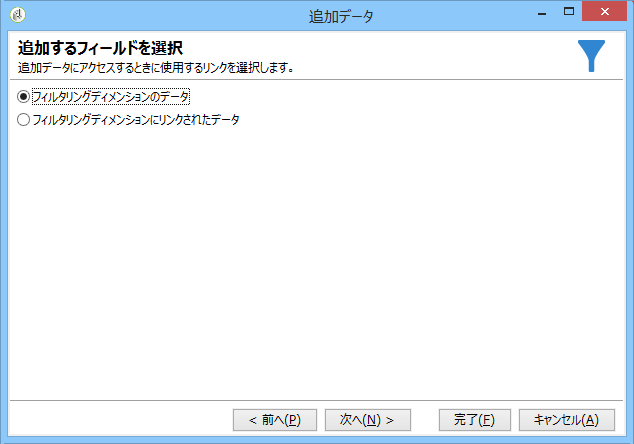 追加データ
追加するフィールドを選択
追加データにアクセスするときに使用するリンクを選択します。
フィルタリングディメンションのデータ
フィルタリングディメンションにリンクされたデータ
< 前へ(P) 次へ(N) > 完了(F) キャンセル(A)